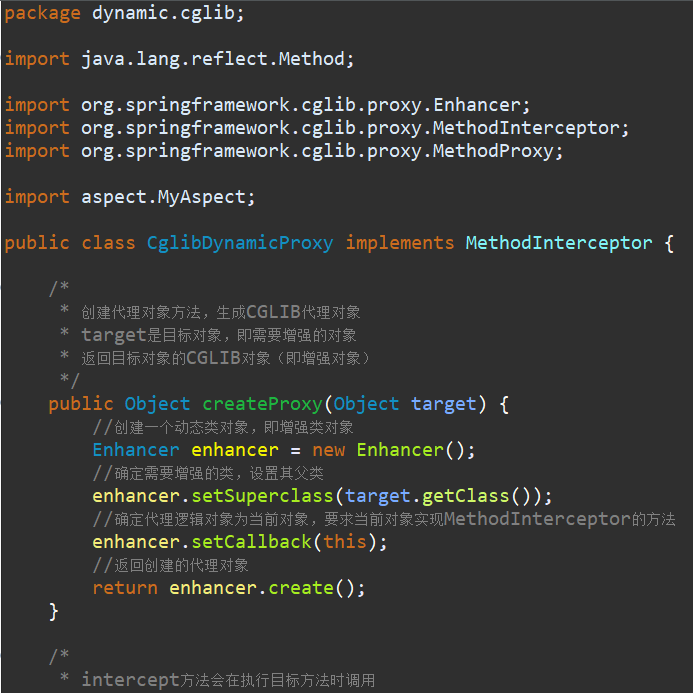 package dynamic.cglib;
import java.lang.reflect.Method;
import org.springframework.cglib.proxy.Enhancer;
import org.springframework.cglib.proxy.MethodInterceptor;
import org.springframework.cglib.proxy.MethodProxy;
import aspect.MyAspect;
public class CglibDynamicProxy implements MethodInterceptor {
/*
* 创建代理对象方法，生成CGLIB代理对象
* target是目标对象，即需要增强的对象
* 返回目标对象的CGLIB对象（即增强对象）
*/
public Object createProxy(Object target) {
//创建一个动态类对象，即增强类对象
Enhancer enhancer = new Enhancer();
//确定需要增强的类，设置其父类
enhancer.setSuperclass(target.getClass());
//确定代理逻辑对象为当前对象，要求当前对象实现MethodInterceptor的方法
enhancer.setCallback(this);
//返回创建的代理对象
return enhancer.create();
}
/*
* intercept方法会在执行目标方法时调用